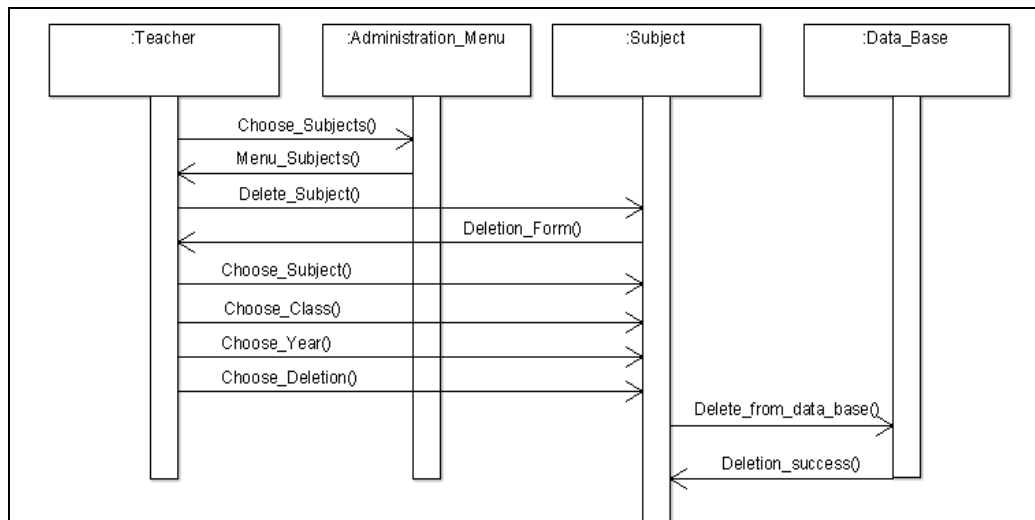 :Teacher
:Administration_Menu
:Subject
:Data_Base
Choose_Subjects()
Menu_Subjects()
Delete_Subject()
Deletion_Form()
Choose_Subject()
Choose_Class()
Choose_Year()
Choose_Deletion()
Delete_from_data_base()
Deletion_success()